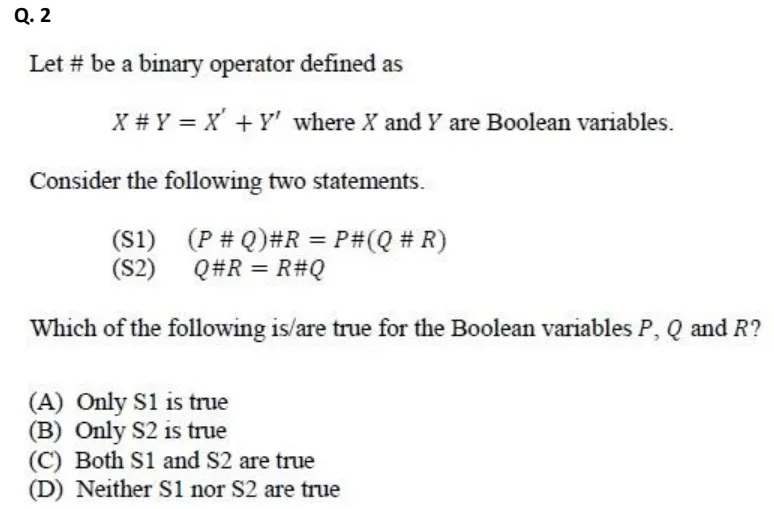 Q. 2
Let # be a binary operator defined as
X # Y = X′ + Y′ where X and Y are Boolean variables.
Consider the following two statements.
(S1) (P # Q)#R = P#(Q # R)
(S2) Q#R = R#Q
Which of the following is/are true for the Boolean variables P, Q and R?
(A) Only S1 is true
(B) Only S2 is true
(C) Both S1 and S2 are true
(D) Neither S1 nor S2 are true